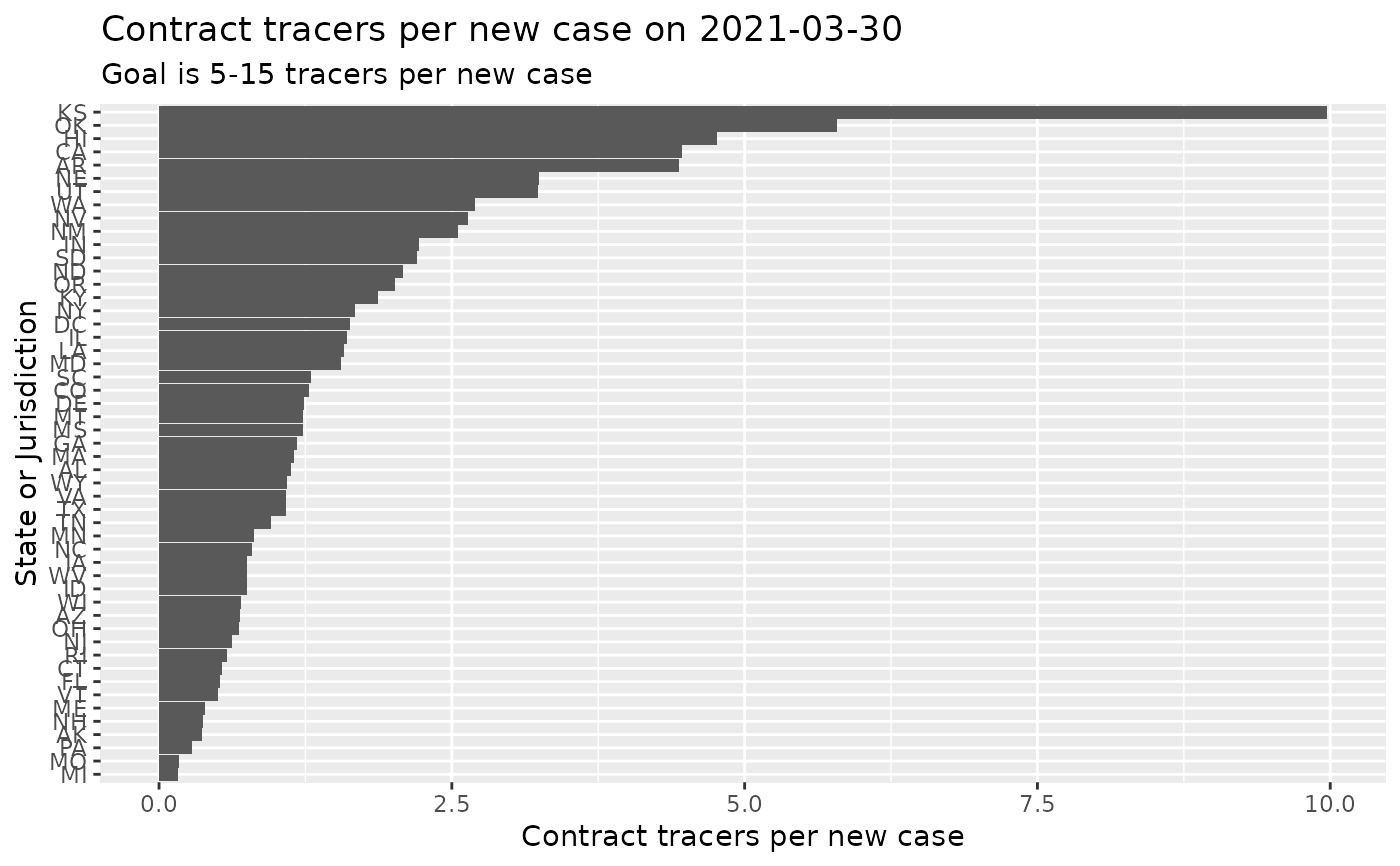 Contract tracers per new case on 2021-03-30
Goal is 5-15 tracers per new case
State or Jurisdiction
KS
OK
HI
CA
AR
NE
UT
WA
NV
NM
IN
SD
ND
OR
KY
NY
DC
IL
LA
MD
SC
CO
DE
MT
MS
GA
MA
AL
WY
VA
TX
TN
MN
NC
IA
WV
ID
WI
AZ
OH
NJ
RI
CT
FL
VT
ME
NH
AK
PA
MO
MI
0.0 2.5 5.0 7.5 10.0
Contract tracers per new case